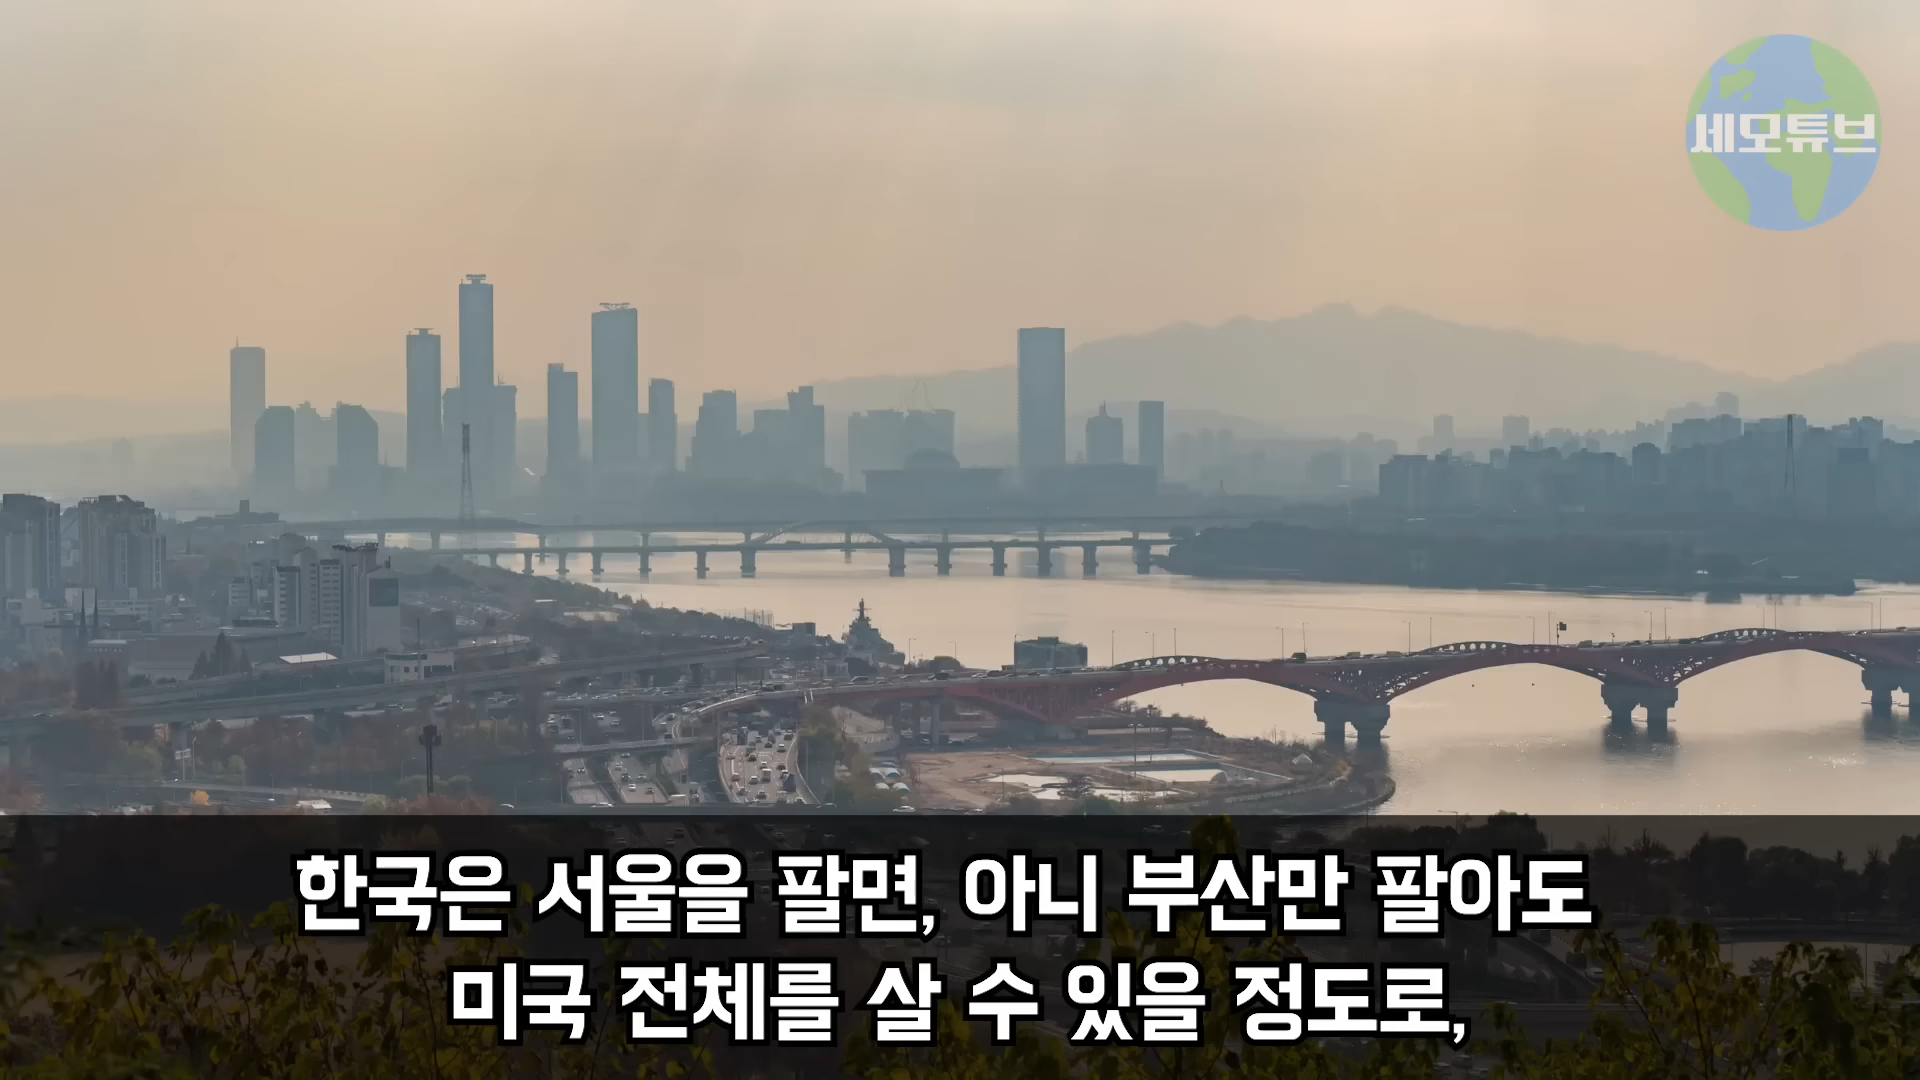 세모튜브
한국은 서울을 팔면, 아니 부산만 팔아도
미국 전체를 살 수 있을 정도로,